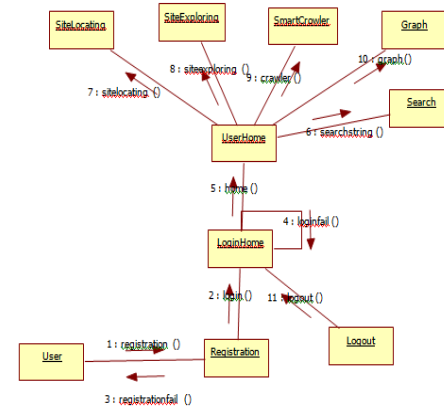 SiteLocating
SiteExploring
SmartCrawler
Graph
10 : graph()
8 : siteexploring ()
9 : crawler()
7 : sitelocating ()
Search
6 : searchstring ()
UserHome
5 : home ()
4 : loginfail()
LoginHome
2 : login()
11 : logout ()
1 : registration ()
User
Registration
Logout
3 : registrationfail ()